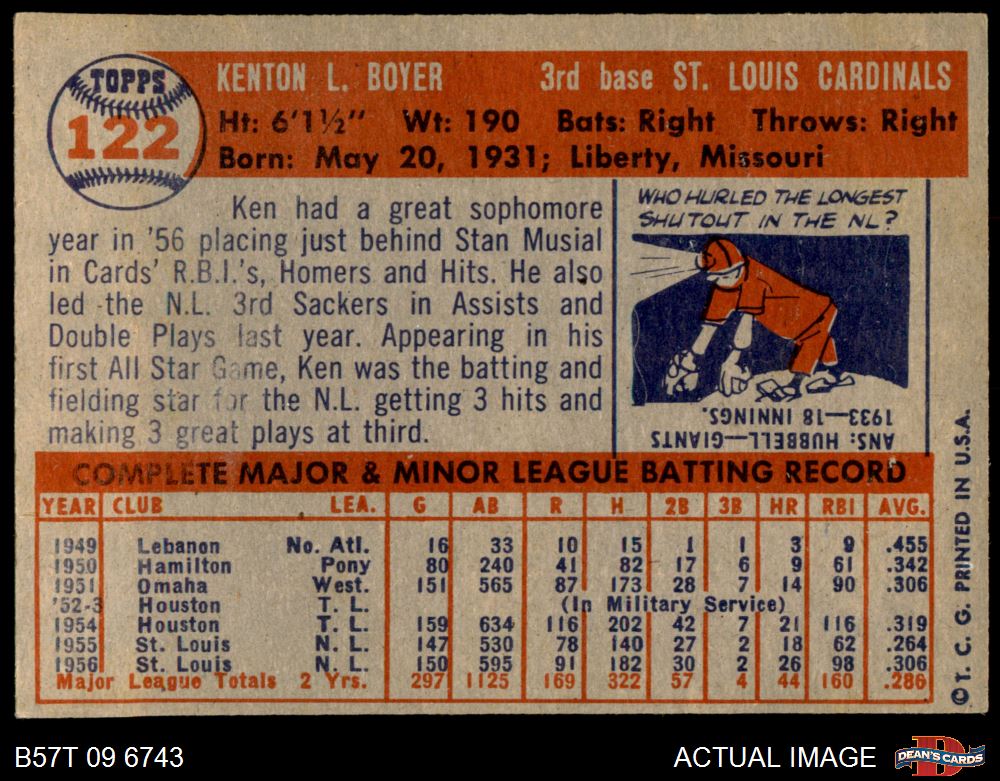 TOPPS
122
KENTON L. BOYER 3rd base ST. LOUIS CARDINALS
Ht: 6'1½" Wt: 190 Bats: Right Throws: Right
Born: May 20, 1931; Liberty, Missouri
Ken had a great sophomore
year in '56 placing just behind Stan Musial
in Cards' R.B.I.'s, Homers and Hits. He also
led the N.L. 3rd Sackers in Assists and
Double Plays last year. Appearing in his
first All Star Game, Ken was the batting and
fielding star for the N.L. getting 3 hits and
making 3 great plays at third.
WHO HURLED THE LONGEST
SHUTOUT IN THE NL?
ANS: HUBBELL—GIANTS
1933—18 INNINGS.
COMPLETE MAJOR & MINOR LEAGUE BATTING RECORD
YEAR CLUB LEA. G AB R H 2B 3B HR RBI AVG.
1949 Lebanon No. Atl. 16 33 10 15 1 1 3 9 .455
1950 Hamilton Pony 80 240 41 82 17 6 9 61 .342
1951 Omaha West. 151 565 87 173 28 7 14 90 .306
'52-3 Houston T. L. (In Military Service)
1954 Houston T. L. 159 634 116 202 42 7 21 116 .319
1955 St. Louis N. L. 147 530 78 140 27 2 18 62 .264
1956 St. Louis N. L. 150 595 91 182 30 2 26 98 .306
Major League Totals 2 Yrs. 297 1125 169 322 57 4 44 160 .286
©T. C. G. PRINTED IN U.S.A.
B57T 09 6743 ACTUAL IMAGE
DEAN'S CARDS